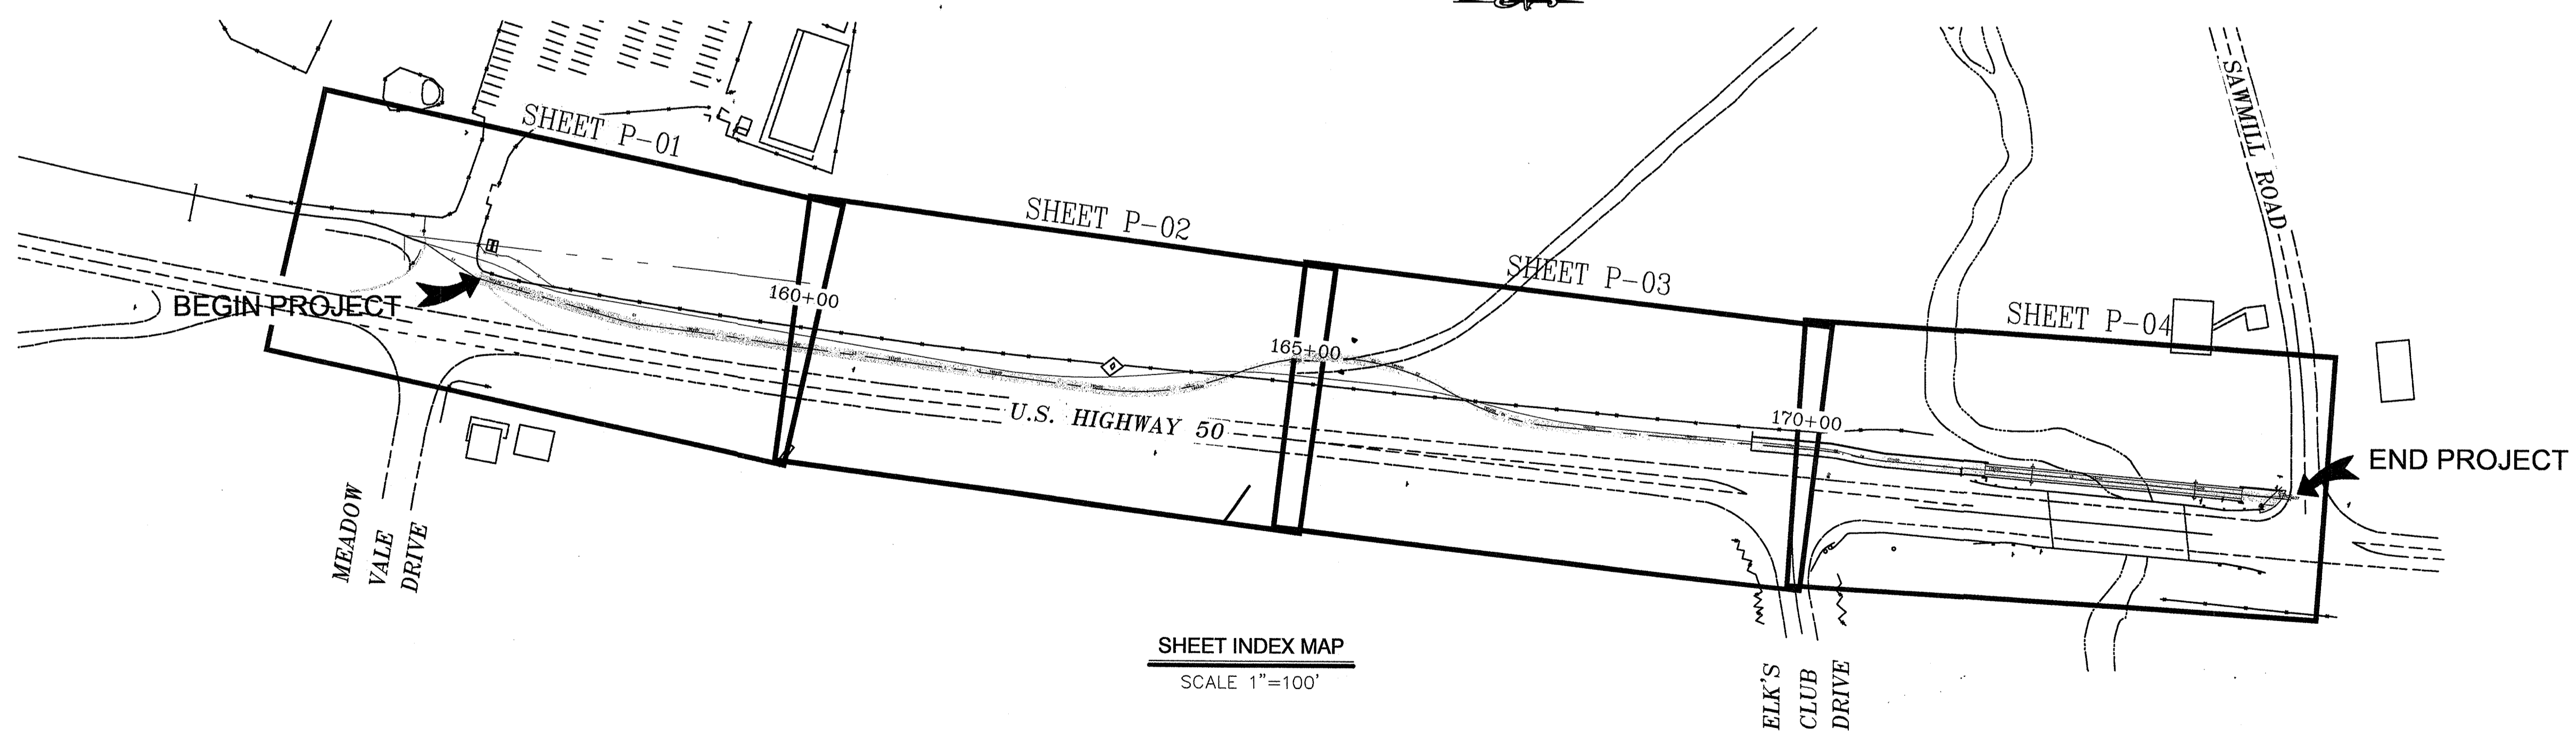 SAWMILL ROAD
SHEET P-01
SHEET P-02
SHEET P-03
SHEET P-04
BEGIN PROJECT
160+00
165+00
170+00
U.S. HIGHWAY 50
END PROJECT
MEADOW
VALE
DRIVE
ELK'S
CLUB
DRIVE
SHEET INDEX MAP
SCALE 1"=100'